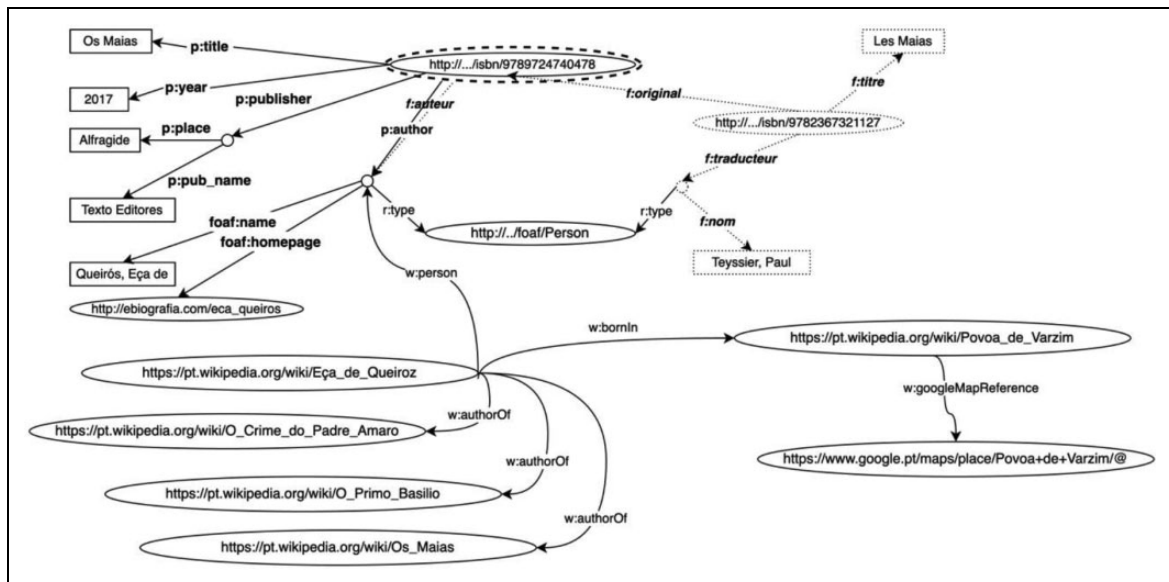 Os Maias
p:title
http://.../isbn/9789724740478
Les Maias
p:year
f:titre
2017
p:publisher
f:auteur
f:original
http://.../isbn/9782367321127
p:place
p:author
Alfragide
f:traducteur
p:pub_name
Texto Editores
foaf:name
r:type
r:type
http://../foaf/Person
f:nom
foaf:homepage
Queirós, Eça de
w:person
Teyssier, Paul
http://ebiografia.com/eca_queiros
w:bornIn
https://pt.wikipedia.org/wiki/Povoa_de_Varzim
https://pt.wikipedia.org/wiki/Eça_de_Queiroz
w:googleMapReference
w:authorOf
https://pt.wikipedia.org/wiki/O_Crime_do_Padre_Amaro
https://www.google.pt/maps/place/Povoa+de+Varzim/@
w:authorOf
https://pt.wikipedia.org/wiki/O_Primo_Basilio
w:authorOf
https://pt.wikipedia.org/wiki/Os_Maias